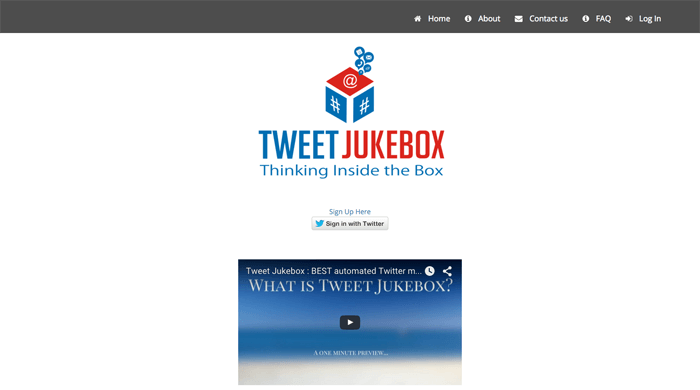 Home About Contact us FAQ Log In
@
# #
TWEET JUKEBOX
Thinking Inside the Box
Sign Up Here
Sign in with Twitter
Tweet Jukebox : BEST automated Twitter m...
WHAT IS TWEET JUKEBOX?
A ONE MINUTE PREVIEW...